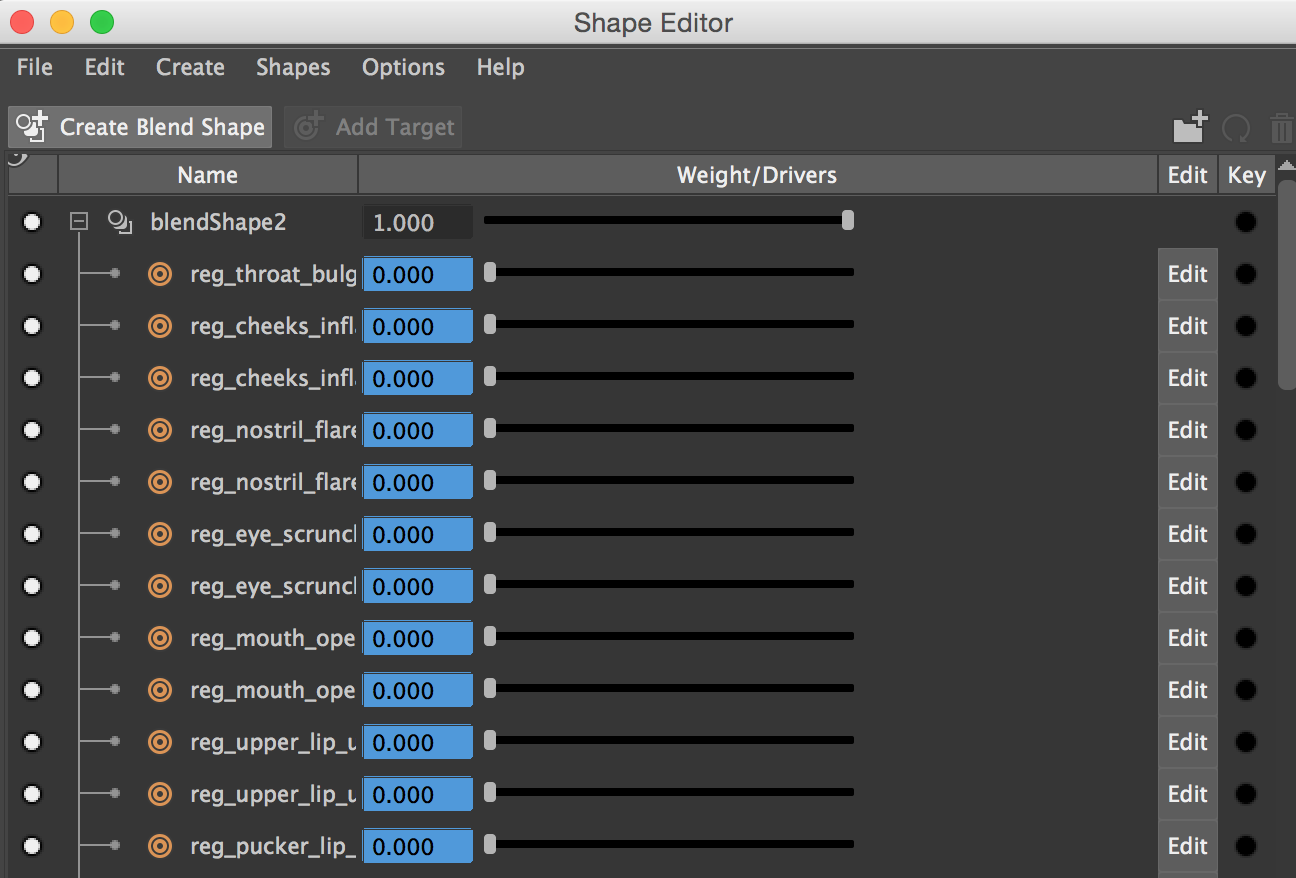 Shape Editor
File Edit Create Shapes Options Help
Create Blend Shape Add Target
Name Weight/Drivers Edit Key
blendShape2 1.000
reg_throat_bulg 0.000 Edit
reg_cheeks_infl 0.000 Edit
reg_cheeks_infl 0.000 Edit
reg_nostril_flare 0.000 Edit
reg_nostril_flare 0.000 Edit
reg_eye_scrunc 0.000 Edit
reg_eye_scrunc 0.000 Edit
reg_mouth_ope 0.000 Edit
reg_mouth_ope 0.000 Edit
reg_upper_lip_u 0.000 Edit
reg_upper_lip_u 0.000 Edit
reg_pucker_lip_ 0.000 Edit